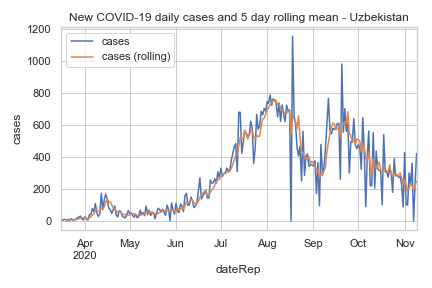 New COVID-19 daily cases and 5 day rolling mean - Uzbekistan
cases
cases (rolling)
1200
1000
800
600
400
200
0
cases
Apr
2020
May
Jun
Jul
Aug
Sep
Oct
Nov
dateRep